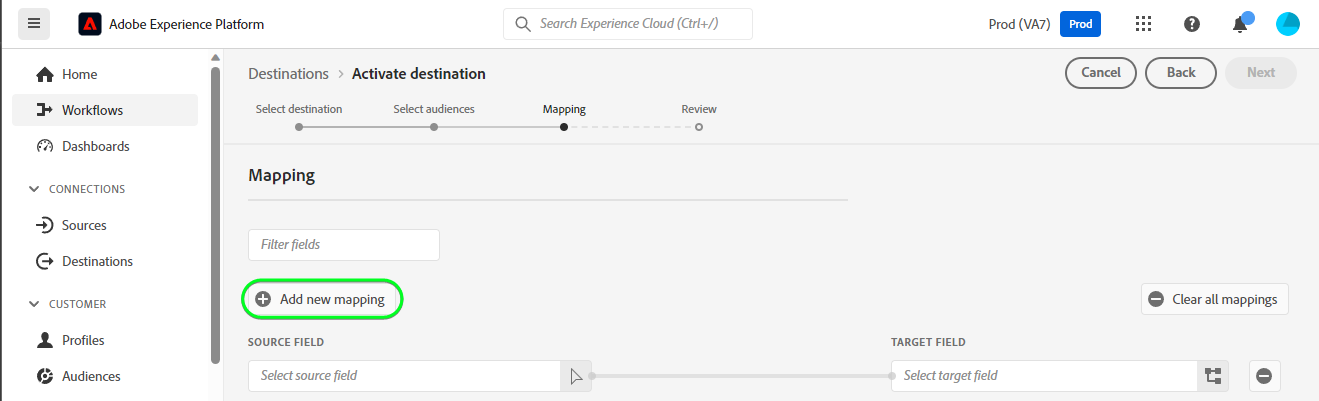 Adobe Experience Platform
Search Experience Cloud (Ctrl+/)
Prod (VA7)
Prod
Home
Workflows
Dashboards
CONNECTIONS
Sources
Destinations
CUSTOMER
Profiles
Audiences
Destinations > Activate destination
Cancel
Back
Next
Select destination
Select audiences
Mapping
Review
Mapping
Filter fields
Add new mapping
Clear all mappings
SOURCE FIELD
TARGET FIELD
Select source field
Select target field